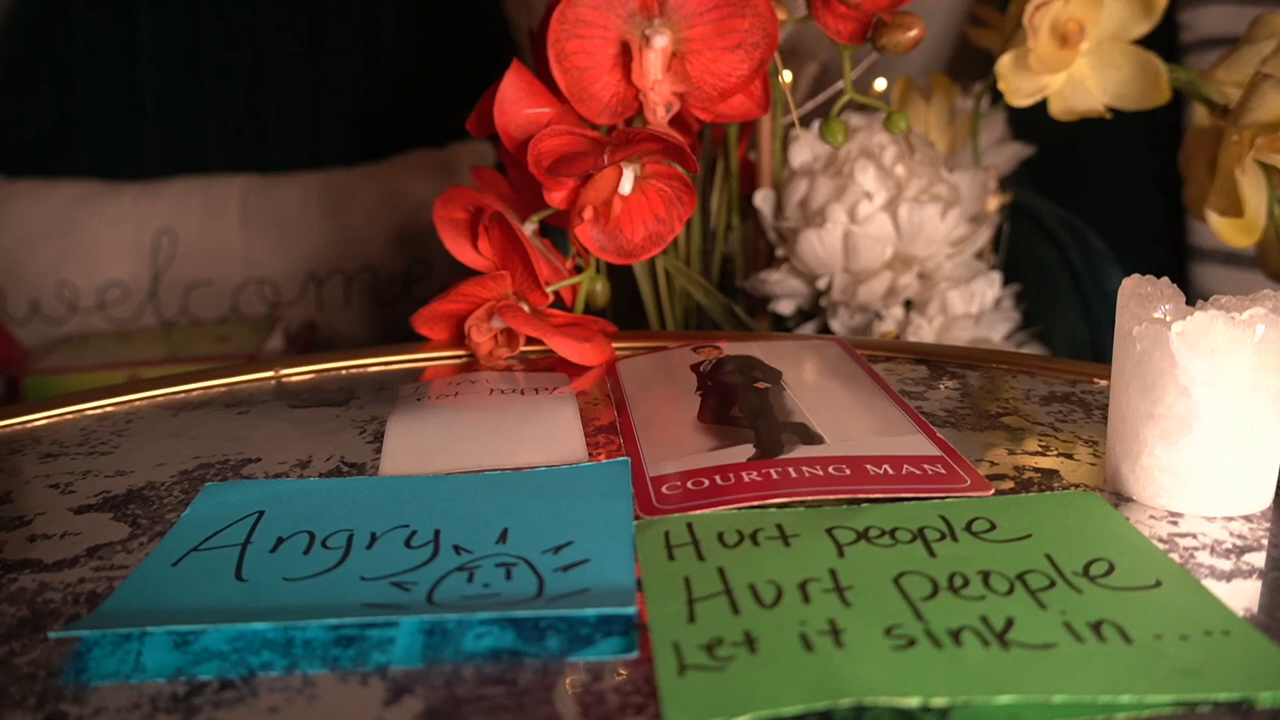 welcome
I'm
not happy
COURTING MAN
Angry
Hurt people
Hurt people
Let it sink in.....